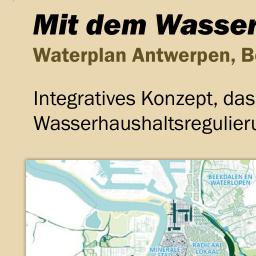 Mit dem Wasser
Waterplan Antwerpen, Be
Integratives Konzept, das
Wasserhaushaltsregulieru
BEEKDALEN EN
WATERLOPEN
MINERALE
RADICAAL
LOKAAL